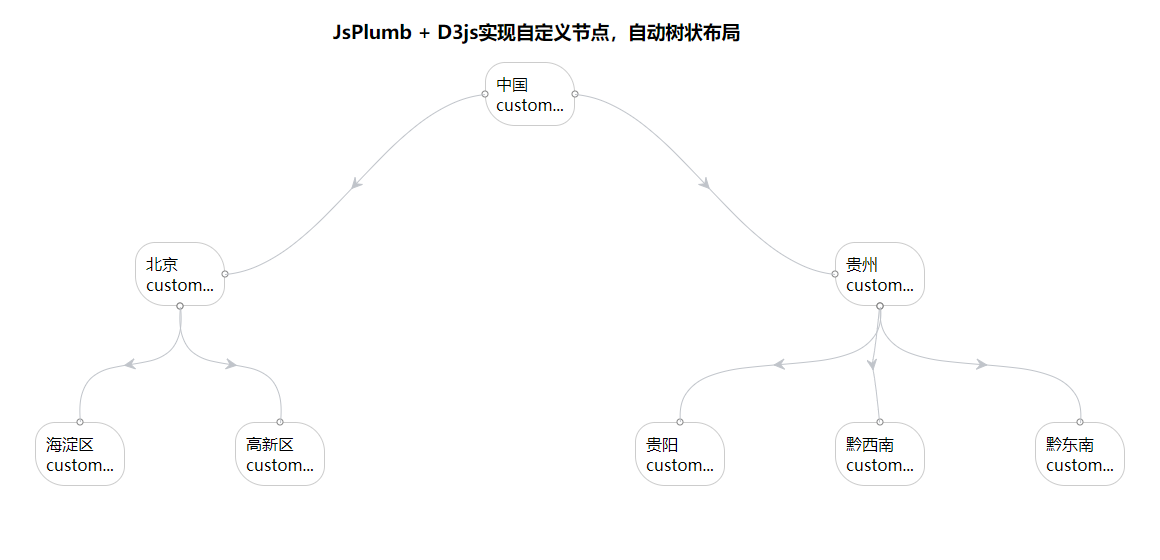 JsPlumb + D3js实现自定义节点，自动树状布局
中国
custom...
北京
custom...
贵州
custom...
海淀区
custom...
高新区
custom...
贵阳
custom...
黔西南
custom...
黔东南
custom...